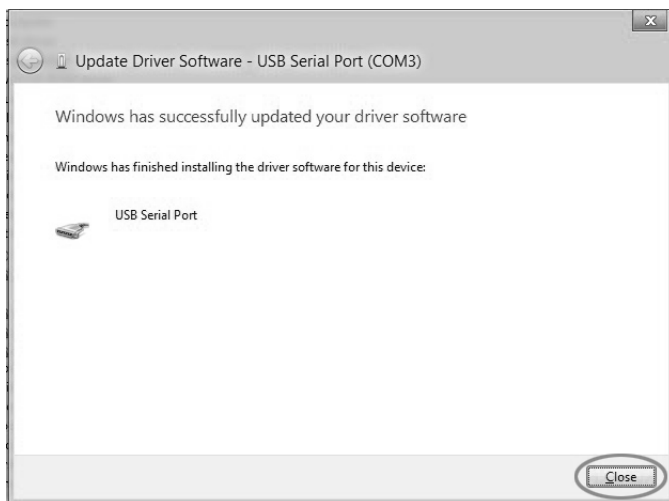 Update Driver Software - USB Serial Port (COM3)
Windows has successfully updated your driver software
Windows has finished installing the driver software for this device:
USB Serial Port
Close